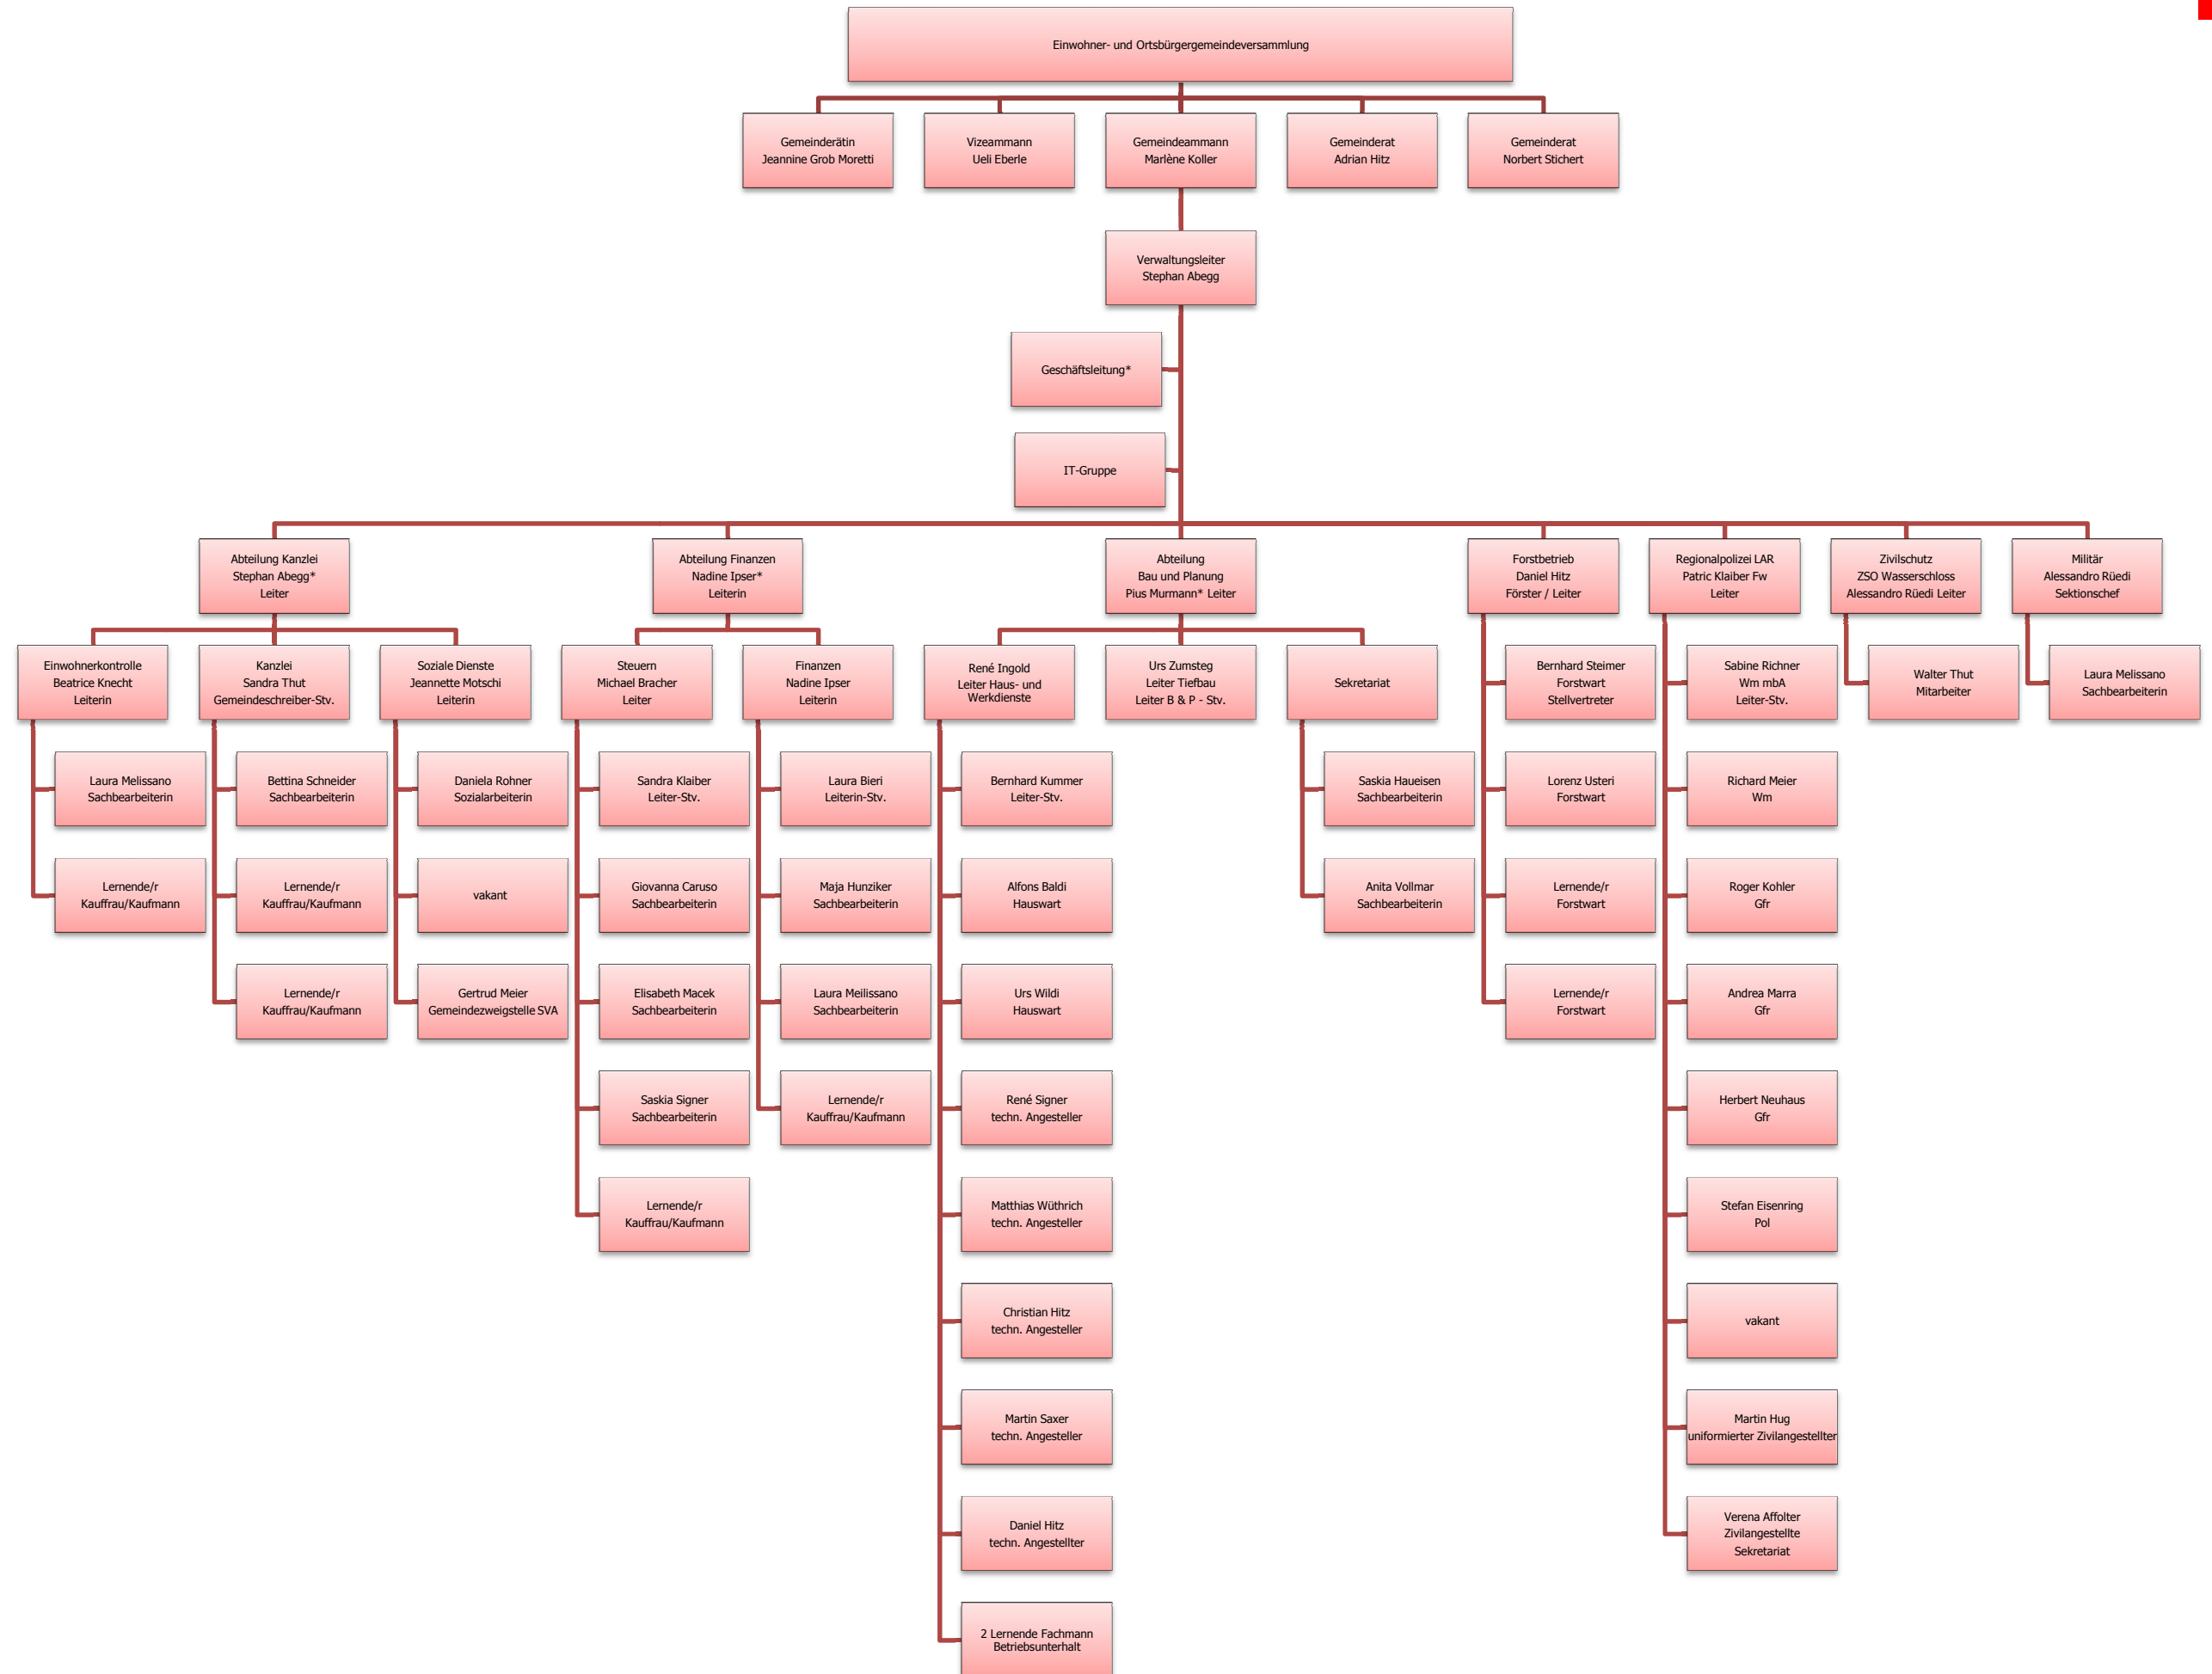 Einwohner- und Ortsbürgergemeindeversammlung
Gemeinderätin
Jeannine Grob Moretti
Vizeammann
Ueli Eberle
Gemeindeammann
Marlène Koller
Gemeinderat
Adrian Hitz
Gemeinderat
Norbert Stichert
Verwaltungsleiter
Stephan Abegg
Geschäftsleitung*
IT-Gruppe
Abteilung Kanzlei
Stephan Abegg*
Leiter
Abteilung Finanzen
Nadine Ipser*
Leiterin
Abteilung
Bau und Planung
Pius Murmann* Leiter
Forstbetrieb
Daniel Hitz
Förster / Leiter
Regionalpolizei LAR
Patric Klaiber Fw
Leiter
Zivilschutz
ZSO Wasserschloss
Alessandro Rüedi Leiter
Militär
Alessandro Rüedi
Sektionschef
Einwohnerkontrolle
Beatrice Knecht
Leiterin
Kanzlei
Sandra Thut
Gemeindeschreiber-Stv.
Soziale Dienste
Jeannette Motschi
Leiterin
Steuern
Michael Bracher
Leiter
Finanzen
Nadine Ipser
Leiterin
René Ingold
Leiter Haus- und
Werkdienste
Urs Zumsteg
Leiter Tiefbau
Leiter B & P - Stv.
Sekretariat
Bernhard Steimer
Forstwart
Stellvertreter
Sabine Richner
Wm mbA
Leiter-Stv.
Walter Thut
Mitarbeiter
Laura Melissano
Sachbearbeiterin
Laura Melissano
Sachbearbeiterin
Bettina Schneider
Sachbearbeiterin
Daniela Rohner
Sozialarbeiterin
Sandra Klaiber
Leiter-Stv.
Laura Bieri
Leiterin-Stv.
Bernhard Kummer
Leiter-Stv.
Saskia Haueisen
Sachbearbeiterin
Lorenz Usteri
Forstwart
Richard Meier
Wm
Lernende/r
Kauffrau/Kaufmann
Lernende/r
Kauffrau/Kaufmann
vakant
Giovanna Caruso
Sachbearbeiterin
Maja Hunziker
Sachbearbeiterin
Alfons Baldi
Hauswart
Anita Vollmar
Sachbearbeiterin
Lernende/r
Forstwart
Roger Kohler
Gfr
Lernende/r
Kauffrau/Kaufmann
Gertrud Meier
Gemeindezweigstelle SVA
Elisabeth Macek
Sachbearbeiterin
Laura Meilissano
Sachbearbeiterin
Urs Wildi
Hauswart
Lernende/r
Forstwart
Andrea Marra
Gfr
Saskia Signer
Sachbearbeiterin
Lernende/r
Kauffrau/Kaufmann
René Signer
techn. Angesteller
Herbert Neuhaus
Gfr
Lernende/r
Kauffrau/Kaufmann
Matthias Wüthrich
techn. Angesteller
Stefan Eisenring
Pol
Christian Hitz
techn. Angesteller
vakant
Martin Saxer
techn. Angesteller
Martin Hug
uniformierter Zivilangestellter
Daniel Hitz
techn. Angestellter
Verena Affolter
Zivilangestellte
Sekretariat
2 Lernende Fachmann
Betriebsunterhalt